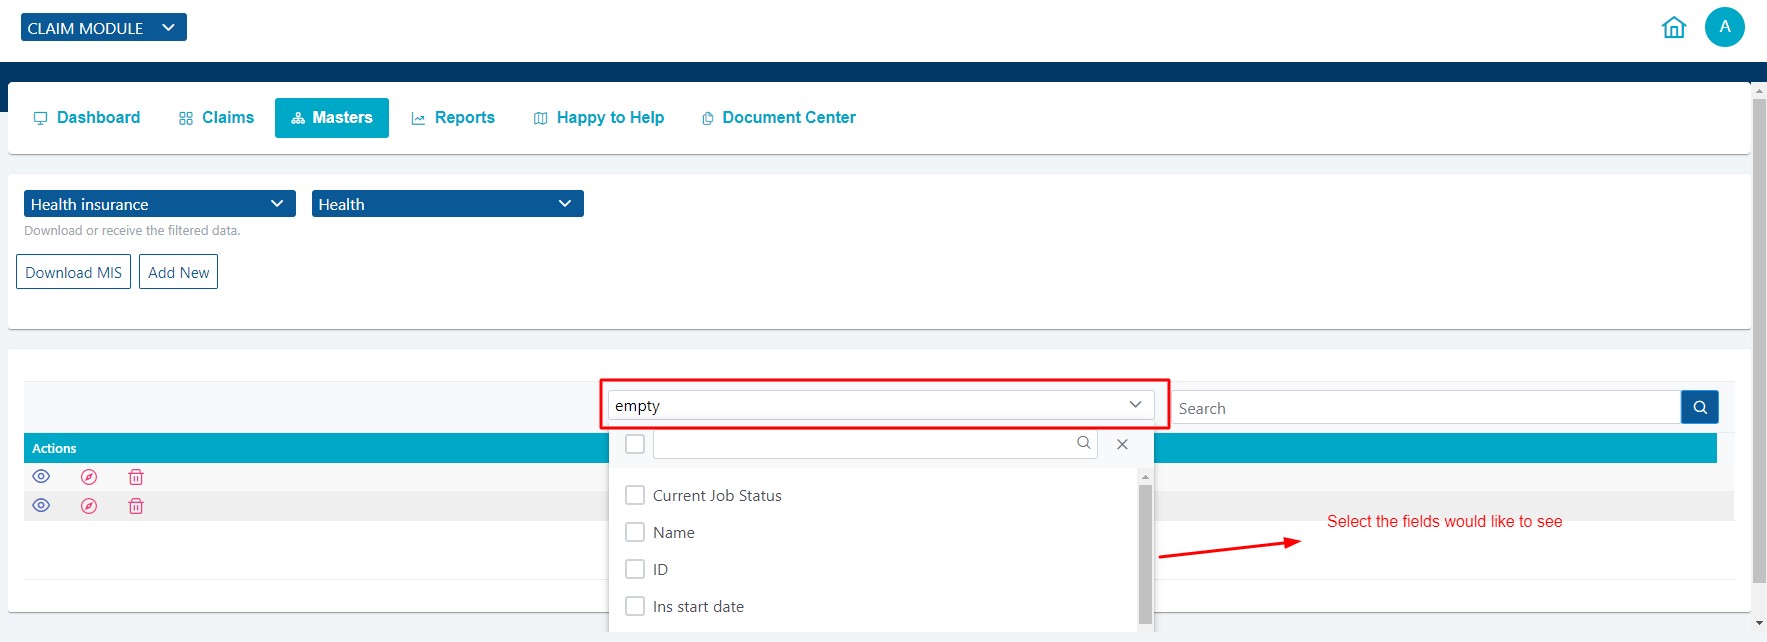 CLAIM MODULE
A
Dashboard
Claims
Masters
Reports
Happy to Help
Document Center
Health insurance
Health
Download or receive the filtered data.
Download MIS
Add New
empty
Search
Actions
Current Job Status
Name
ID
Ins start date
Select the fields would like to see